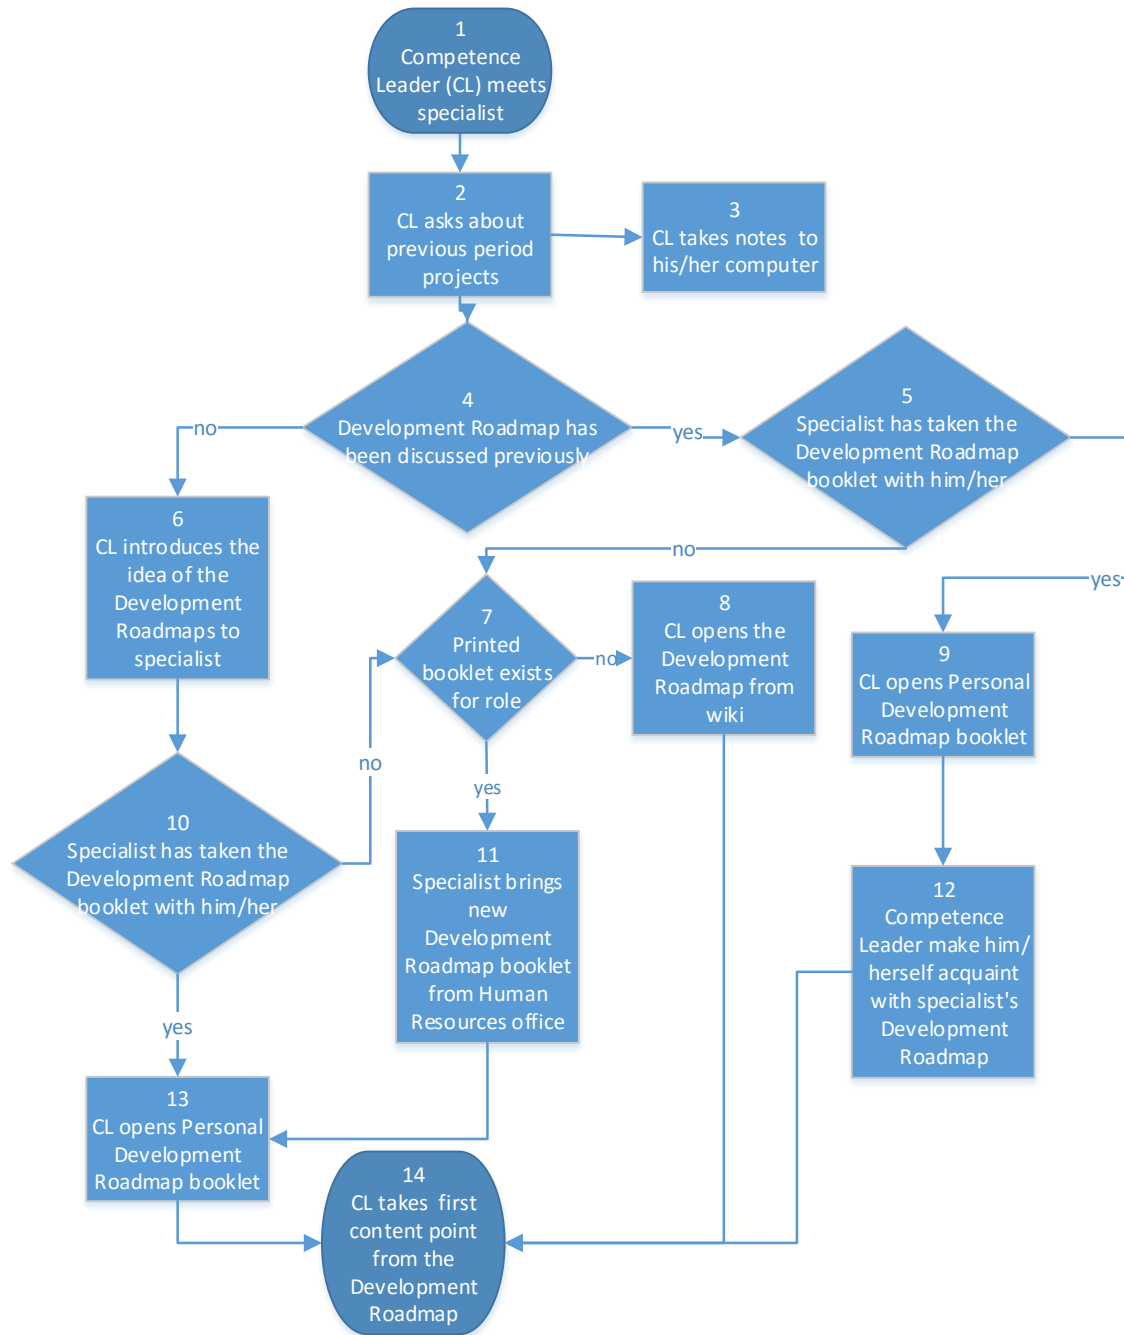 1
Competence
Leader (CL) meets
specialist
2
CL asks about
previous period
projects
3
CL takes notes to
his/her computer
4
Development Roadmap has
been discussed previously
no
yes
5
Specialist has taken the
Development Roadmap
booklet with him/her
6
CL introduces the
idea of the
Development
Roadmaps to
specialist
no
yes
7
Printed
booklet exists
for role
no
8
CL opens the
Development
Roadmap from
wiki
9
CL opens Personal
Development
Roadmap booklet
no
yes
10
Specialist has taken the
Development Roadmap
booklet with him/her
11
Specialist brings
new
Development
Roadmap booklet
from Human
Resources office
12
Competence
Leader make him/
herself acquaint
with specialist's
Development
Roadmap
yes
13
CL opens Personal
Development
Roadmap booklet
14
CL takes first
content point
from the
Development
Roadmap